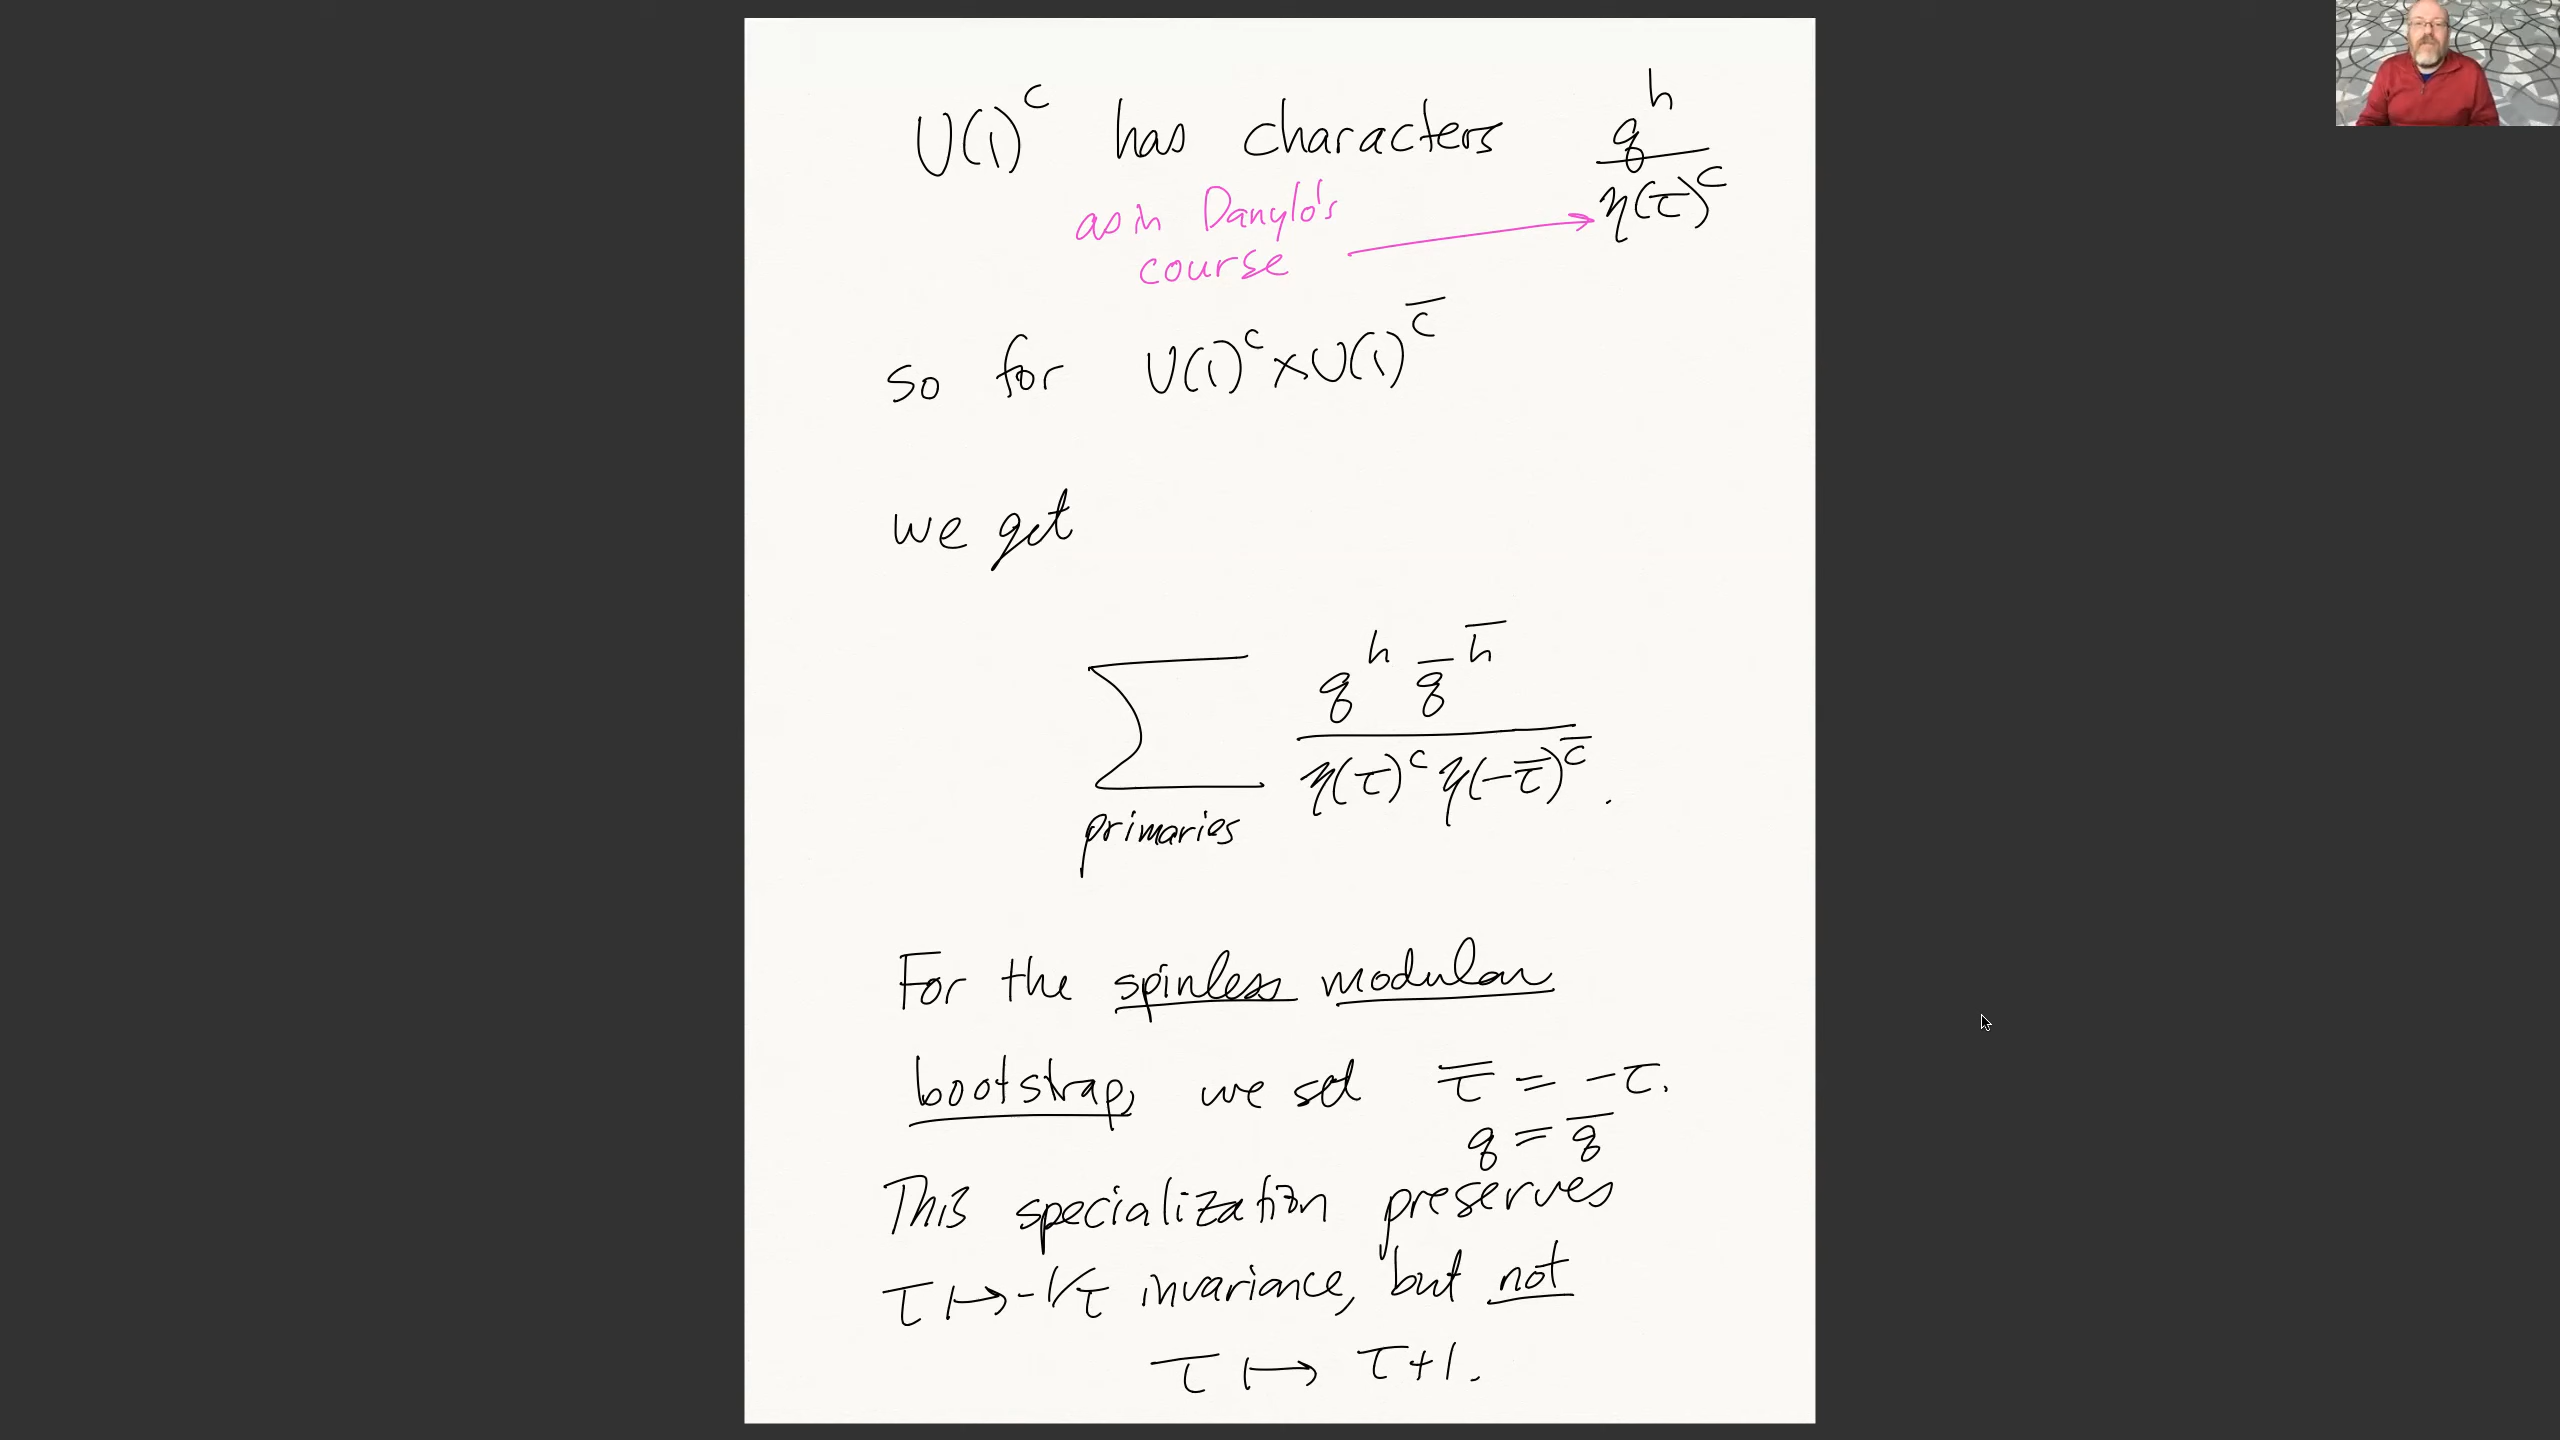 U(1)^c has characters q^h / η(τ)^c
as in Danylo's
course
so for U(1)^c × U(1)^c̄
we get
∑_{primaries} q^h q̄^h̄ / η(τ)^c η(-τ̄)^c̄ .
For the spinless modular
bootstrap, we set τ̄ = -τ.
q = q̄
This specialization preserves
τ ↦ -1/τ invariance, but not
τ ↦ τ+1.